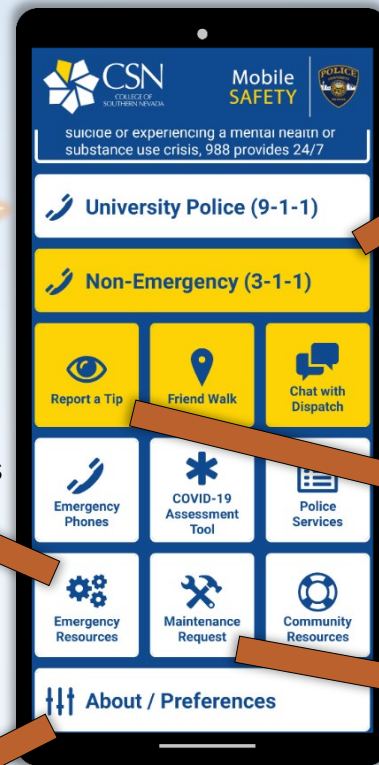 CSN
COLLEGE OF
SOUTHERN NEVADA
Mobile
SAFETY
POLICE
suicide or experiencing a mental health or
substance use crisis, 988 provides 24/7
University Police (9-1-1)
Non-Emergency (3-1-1)
Report a Tip
Friend Walk
Chat with
Dispatch
s
Emergency
Phones
COVID-19
Assessment
Tool
Police
Services
Emergency
Resources
Maintenance
Request
Community
Resources
About / Preferences